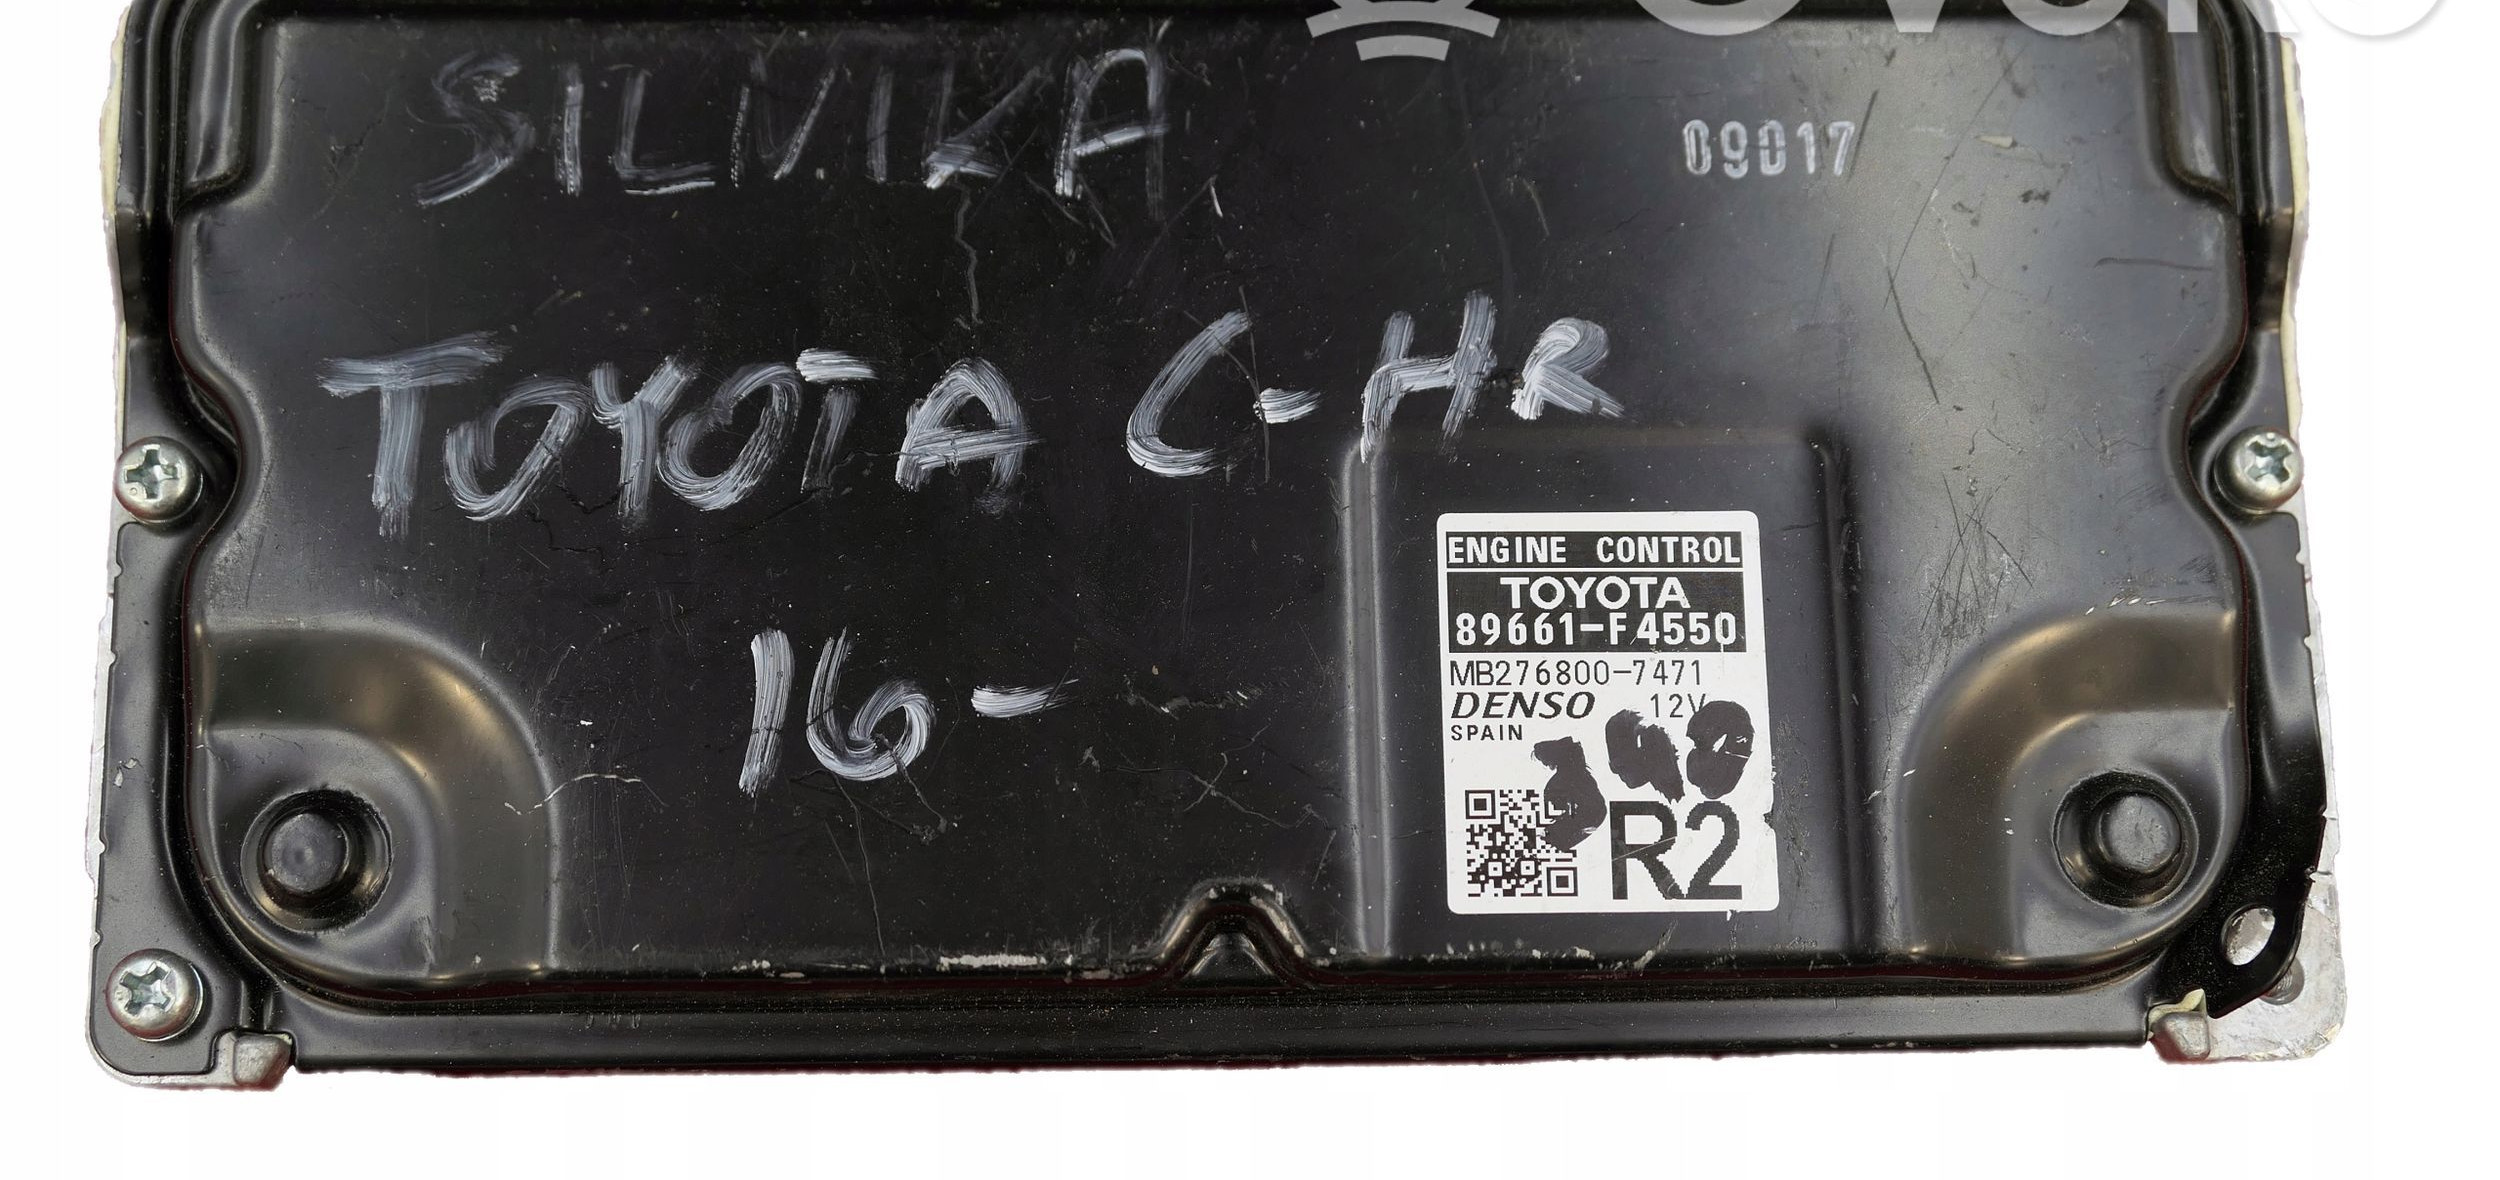 SILNIKA
09017
TOYOTA C-HR
16-
ENGINE CONTROL
TOYOTA
89661-F4550
MB276800-7471
DENSO 12V
SPAIN
R2